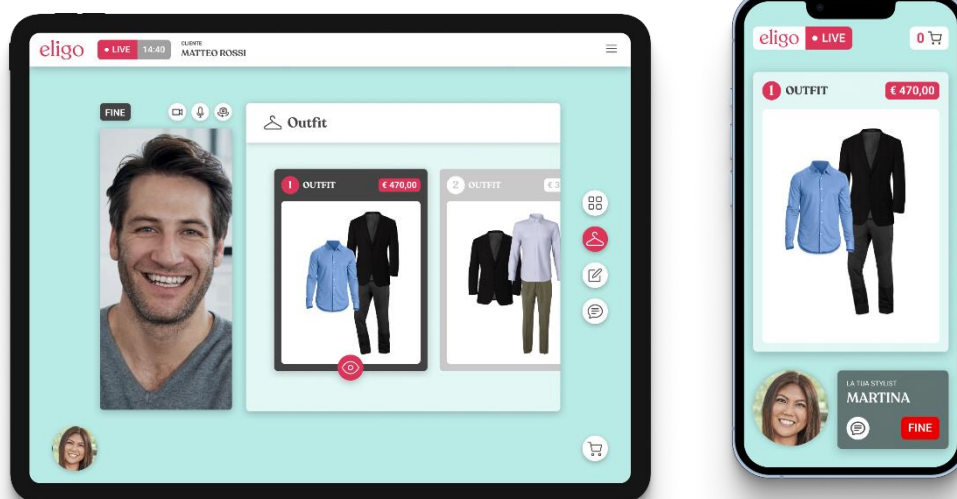 eligo
• LIVE 14:40
CLIENTE
MATTEO ROSSI
FINE
Outfit
1 OUTFIT € 470,00
2 OUTFIT € 3
eligo • LIVE
0
1 OUTFIT € 470,00
LA TUA STYLIST
MARTINA
FINE